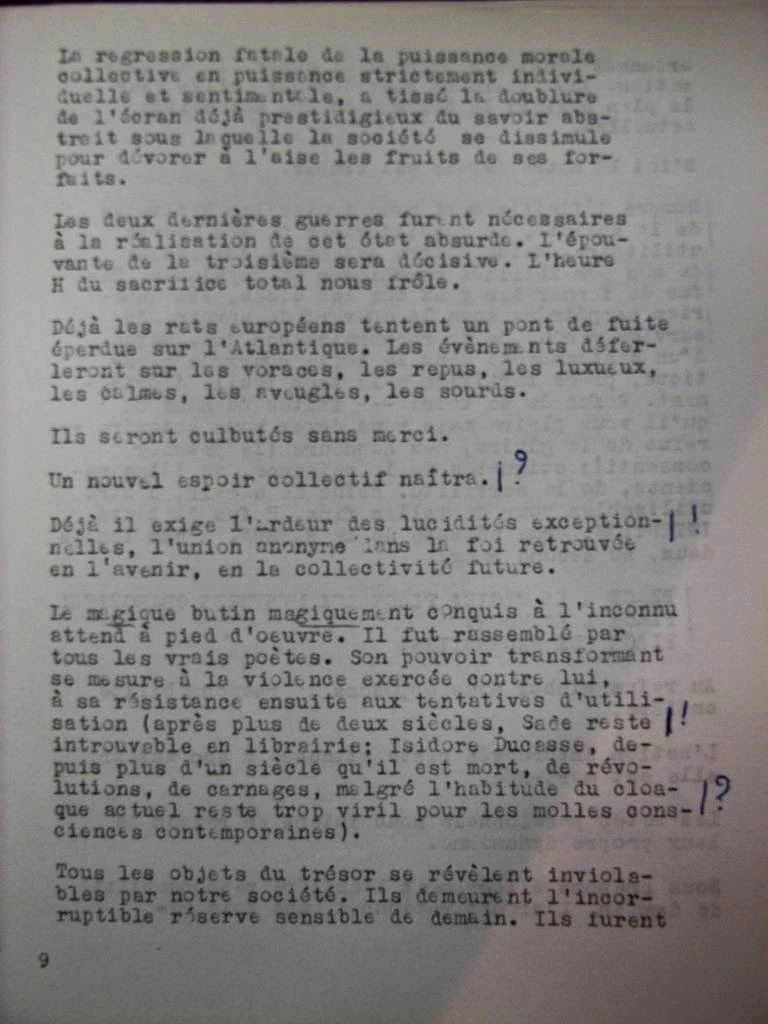 La regression fatale de la puissance morale
collective en puissance strictement indivi-
duelle et sentimentale, a tissé la doublure
de l'écran déjà prestidigieux du savoir abs-
trait sous laquelle la société se dissimule
pour dévorer à l'aise les fruits de ses for-
faits.
Les deux dernières guerres furent nécessaires
à la réalisation de cet état absurde. L'épou-
vante de la troisième sera décisive. L'heure
H du sacrifice total nous frôle.
Déjà les rats européens tentent un pont de fuite
éperdue sur l'Atlantique. Les évènements défer-
leront sur les voraces, les repus, les luxueux,
les calmes, les aveugles, les sourds.
Ils seront culbutés sans merci.
Un nouvel espoir collectif naîtra. ?
Déjà il exige l'ardeur des lucidités exception- !
nelles, l'union anonyme dans la foi retrouvée
en l'avenir, en la collectivité future.
Le magique butin magiquement conquis à l'inconnu
attend à pied d'oeuvre. Il fut rassemblé par
tous les vrais poètes. Son pouvoir transformant
se mesure à la violence exercée contre lui,
à sa résistance ensuite aux tentatives d'utili-
sation (après plus de deux siècles, Sade reste !
introuvable en librairie; Isidore Ducasse, de-
puis plus d'un siècle qu'il est mort, de révo-
lutions, de carnages, malgré l'habitude du cloa-
que actuel reste trop viril pour les molles cons- ?
ciences contemporaines).
Tous les objets du trésor se révèlent inviola-
bles par notre société. Ils demeurent l'incor-
ruptible réserve sensible de demain. Ils furent
9